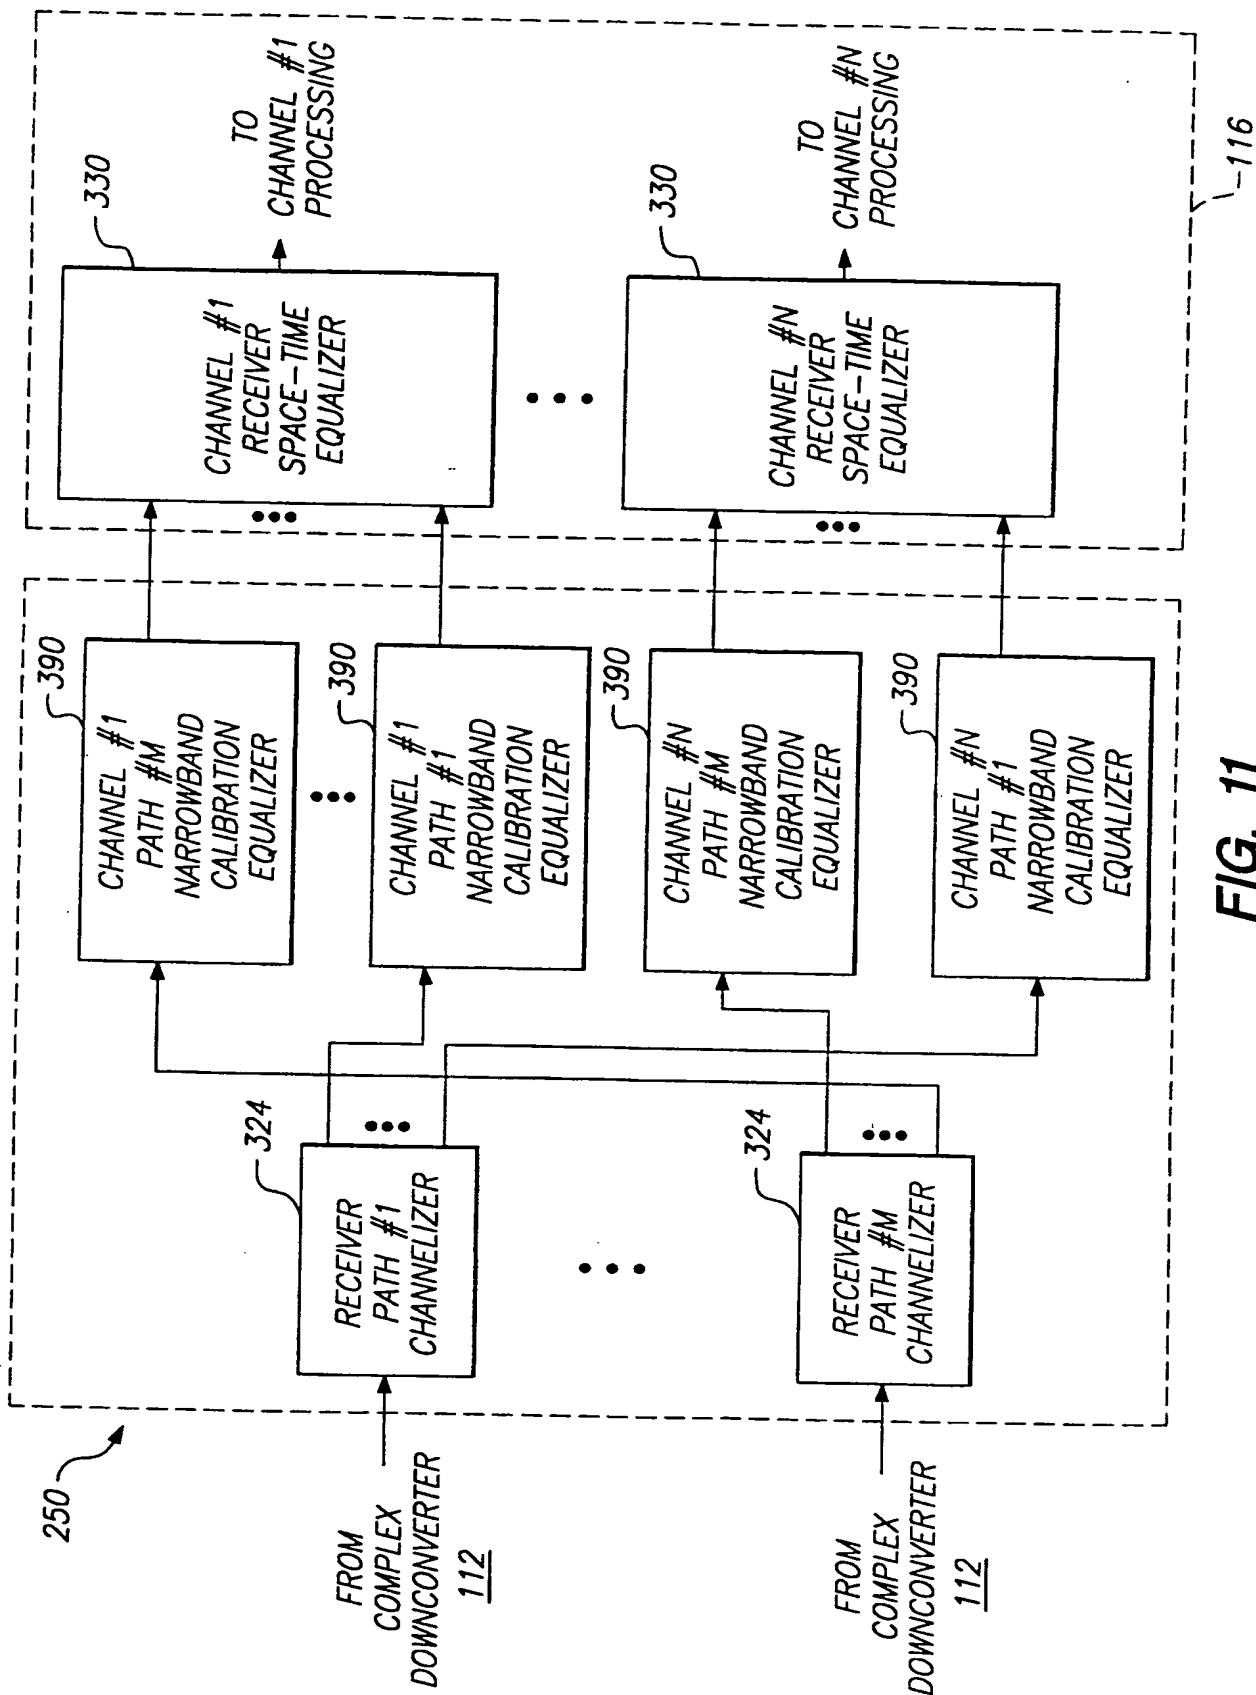 250
FROM
COMPLEX
DOWNCONVERTER
112
FROM
COMPLEX
DOWNCONVERTER
112
324
RECEIVER
PATH #1
CHANNELIZER
324
RECEIVER
PATH #M
CHANNELIZER
390
CHANNEL #1
PATH #M
NARROWBAND
CALIBRATION
EQUALIZER
390
CHANNEL #1
PATH #1
NARROWBAND
CALIBRATION
EQUALIZER
390
CHANNEL #N
PATH #M
NARROWBAND
CALIBRATION
EQUALIZER
390
CHANNEL #N
PATH #1
NARROWBAND
CALIBRATION
EQUALIZER
330
CHANNEL #1
RECEIVER
SPACE-TIME
EQUALIZER
TO
CHANNEL #1
PROCESSING
330
CHANNEL #N
RECEIVER
SPACE-TIME
EQUALIZER
TO
CHANNEL #N
PROCESSING
116
FIG. 11